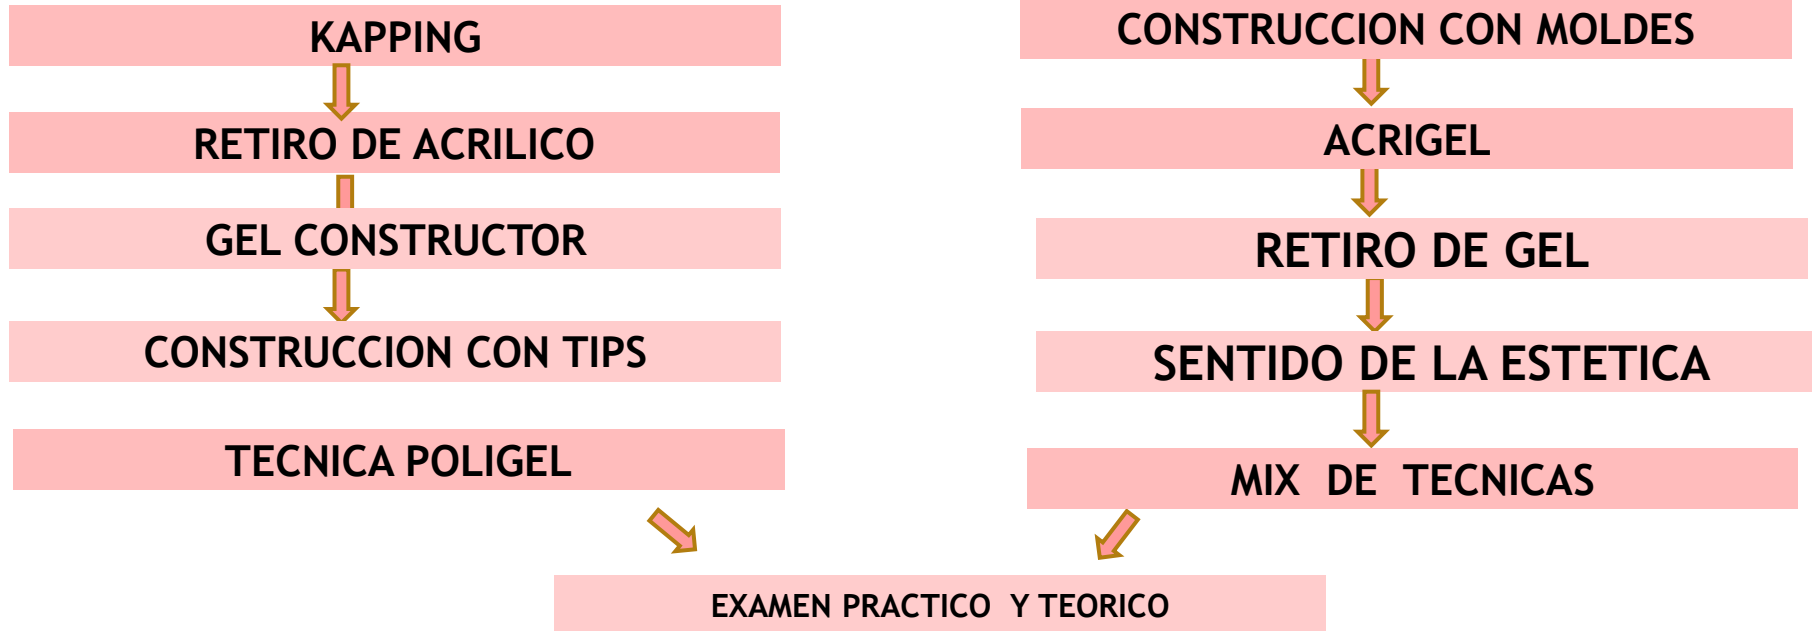 KAPPING
RETIRO DE ACRILICO
GEL CONSTRUCTOR
CONSTRUCCION CON TIPS
TECNICA POLIGEL
CONSTRUCCION CON MOLDES
ACRIGEL
RETIRO DE GEL
SENTIDO DE LA ESTETICA
MIX DE TECNICAS
EXAMEN PRACTICO Y TEORICO